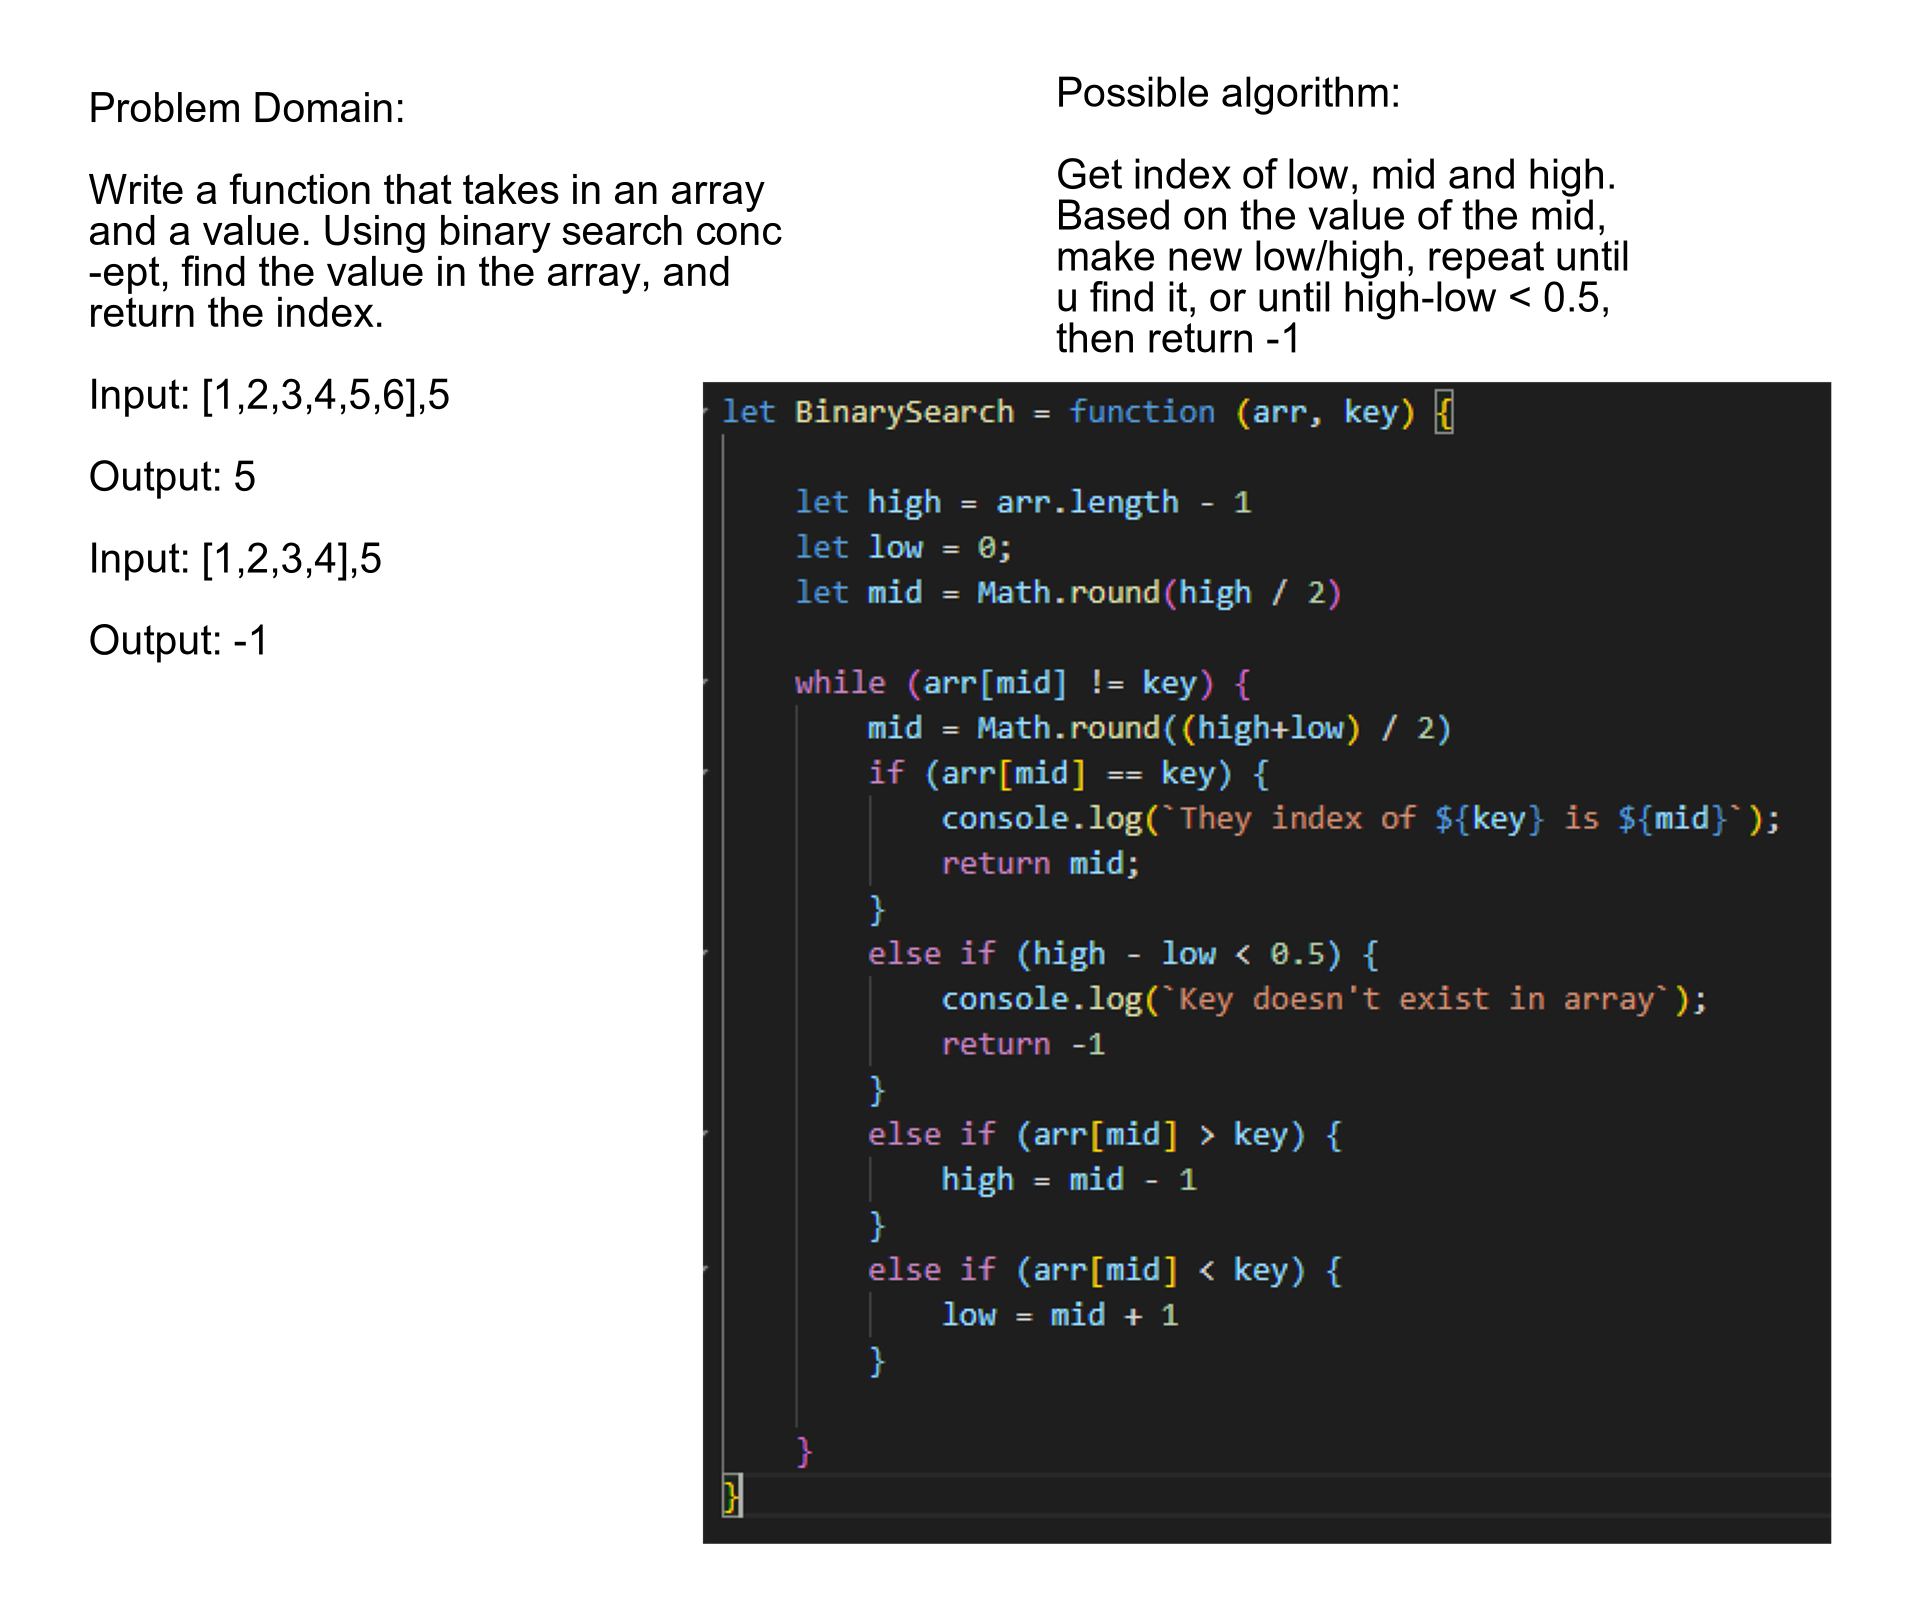 Problem Domain:
Write a function that takes in an array
and a value. Using binary search conc
-ept, find the value in the array, and
return the index.
Input: [1,2,3,4,5,6],5
Output: 5
Input: [1,2,3,4],5
Output: -1
Possible algorithm:
Get index of low, mid and high.
Based on the value of the mid,
make new low/high, repeat until
u find it, or until high-low < 0.5,
then return -1
let BinarySearch = function (arr, key) {
let high = arr.length - 1
let low = 0;
let mid = Math.round(high / 2)
while (arr[mid] != key) {
mid = Math.round((high+low) / 2)
if (arr[mid] == key) {
console.log(`They index of ${key} is ${mid}`);
return mid;
}
else if (high - low < 0.5) {
console.log(`Key doesn't exist in array`);
return -1
}
else if (arr[mid] > key) {
high = mid - 1
}
else if (arr[mid] < key) {
low = mid + 1
}
}
}